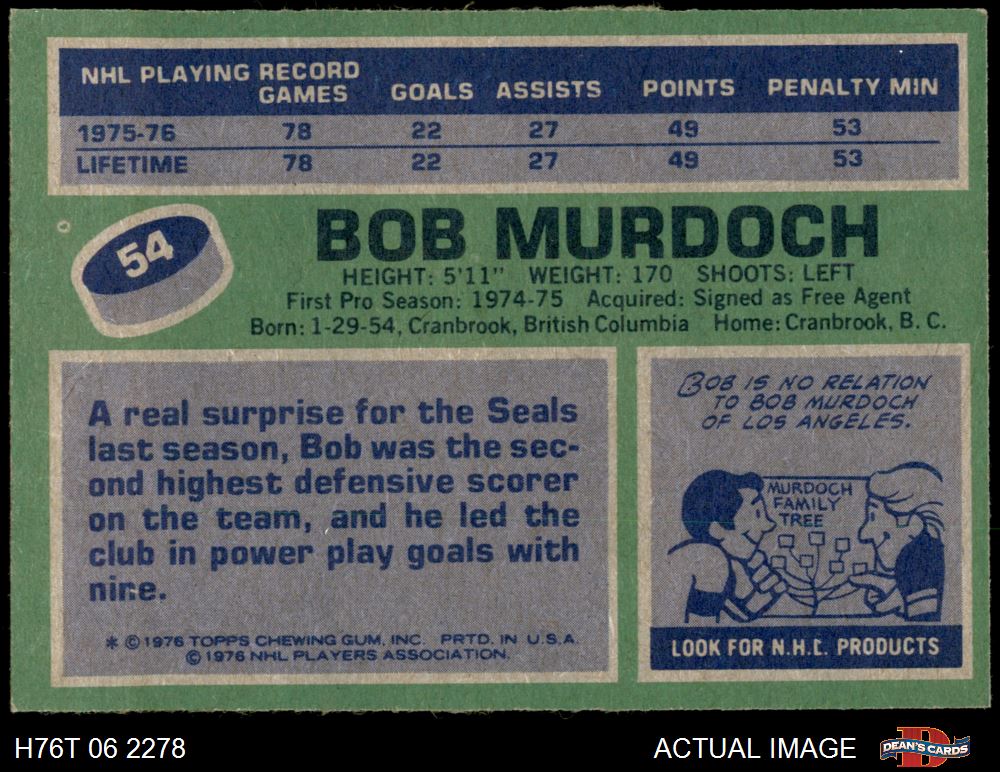 NHL PLAYING RECORD
GAMES GOALS ASSISTS POINTS PENALTY MIN
1975-76 78 22 27 49 53
LIFETIME 78 22 27 49 53
54
BOB MURDOCH
HEIGHT: 5'11" WEIGHT: 170 SHOOTS: LEFT
First Pro Season: 1974-75 Acquired: Signed as Free Agent
Born: 1-29-54, Cranbrook, British Columbia Home: Cranbrook, B. C.
A real surprise for the Seals
last season, Bob was the sec-
ond highest defensive scorer
on the team, and he led the
club in power play goals with
nine.
* © 1976 TOPPS CHEWING GUM, INC. PRTD. IN U.S.A.
© 1976 NHL PLAYERS ASSOCIATION.
BOB IS NO RELATION
TO BOB MURDOCH
OF LOS ANGELES.
MURDOCH
FAMILY
TREE
LOOK FOR N.H.L. PRODUCTS
H76T 06 2278 ACTUAL IMAGE DEAN'S CARDS